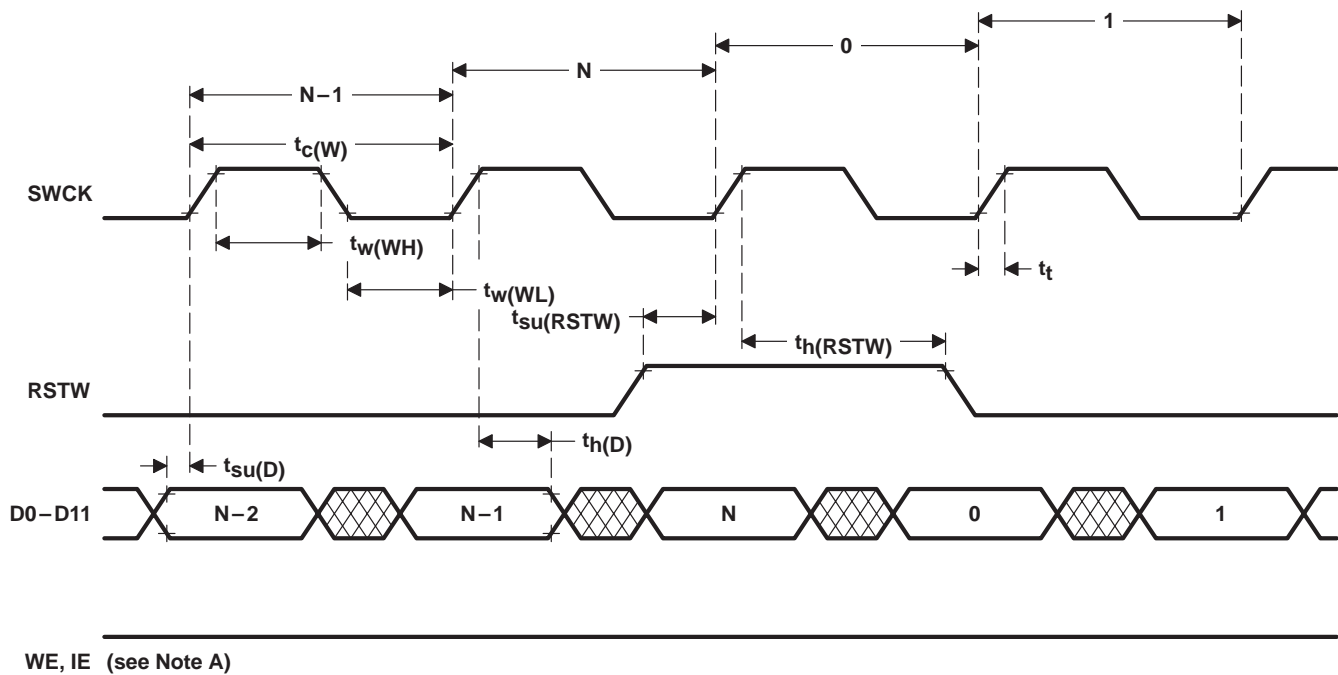 1
0
N
N–1
tc(W)
SWCK
tw(WH)
tt
tw(WL)
tsu(RSTW)
th(RSTW)
RSTW
th(D)
tsu(D)
D0–D11 N–2 N–1 N 0 1
WE, IE (see Note A)